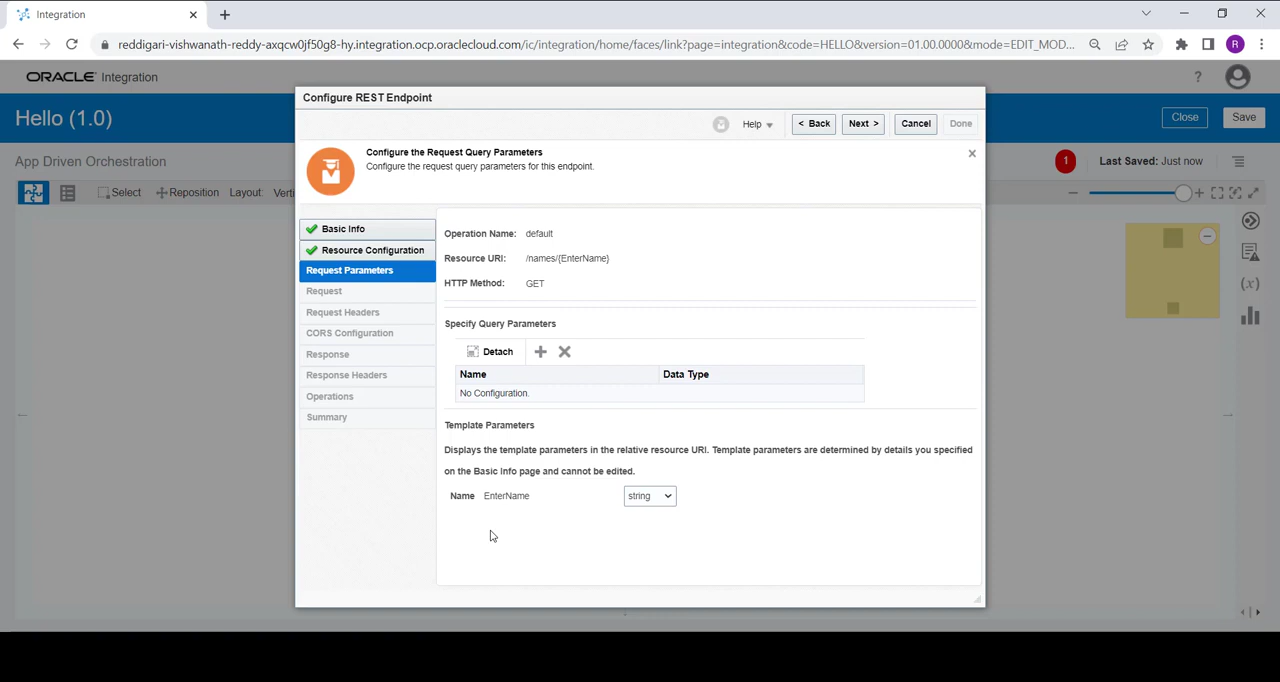 Integration
reddigari-vishwanath-reddy-axqcw0jf50g8-hy.integration.ocp.oraclecloud.com/ic/integration/home/faces/link?page=integration&code=HELLO&version=01.00.0000&mode=EDIT_MOD...
R
ORACLE Integration
?
Hello (1.0)
Close
Save
App Driven Orchestration
1
Last Saved: Just now
Select
Reposition
Layout:
Verti
Configure REST Endpoint
Help
< Back
Next >
Cancel
Done
Configure the Request Query Parameters
Configure the request query parameters for this endpoint.
Basic Info
Resource Configuration
Request Parameters
Request
Request Headers
CORS Configuration
Response
Response Headers
Operations
Summary
Operation Name: default
Resource URI: /names/{EnterName}
HTTP Method: GET
Specify Query Parameters
Detach
Name Data Type
No Configuration.
Template Parameters
Displays the template parameters in the relative resource URI. Template parameters are determined by details you specified
on the Basic Info page and cannot be edited.
Name EnterName string
(x)